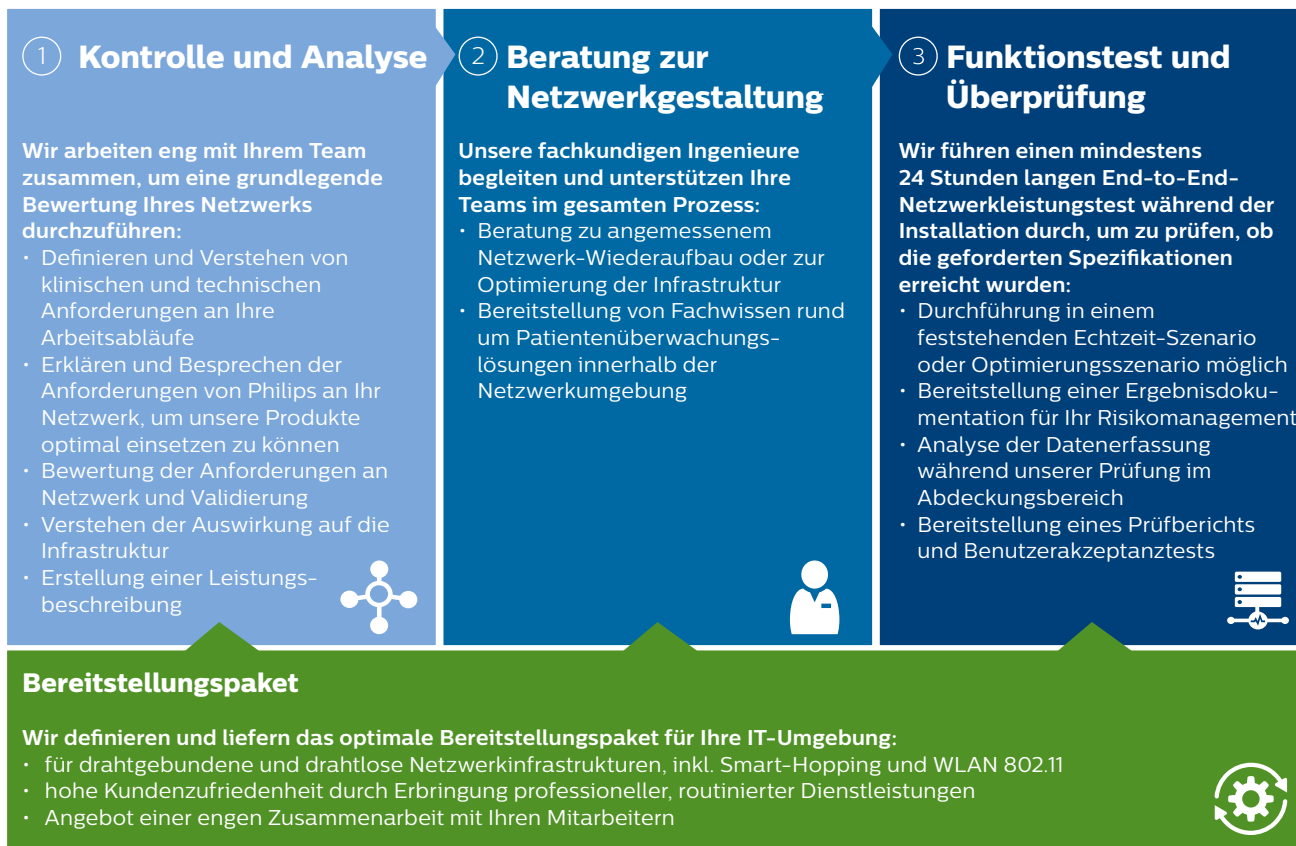 1 Kontrolle und Analyse
Wir arbeiten eng mit Ihrem Team
zusammen, um eine grundlegende
Bewertung Ihres Netzwerks
durchzuführen:
· Definieren und Verstehen von
klinischen und technischen
Anforderungen an Ihre
Arbeitsabläufe
· Erklären und Besprechen der
Anforderungen von Philips an Ihr
Netzwerk, um unsere Produkte
optimal einsetzen zu können
· Bewertung der Anforderungen an
Netzwerk und Validierung
· Verstehen der Auswirkung auf die
Infrastruktur
· Erstellung einer Leistungs-
beschreibung
2 Beratung zur
Netzwerkgestaltung
Unsere fachkundigen Ingenieure
begleiten und unterstützen Ihre
Teams im gesamten Prozess:
· Beratung zu angemessenem
Netzwerk-Wiederaufbau oder zur
Optimierung der Infrastruktur
· Bereitstellung von Fachwissen rund
um Patientenüberwachungs-
lösungen innerhalb der
Netzwerkumgebung
3 Funktionstest und
Überprüfung
Wir führen einen mindestens
24 Stunden langen End-to-End-
Netzwerkleistungstest während der
Installation durch, um zu prüfen, ob
die geforderten Spezifikationen
erreicht wurden:
· Durchführung in einem
feststehenden Echtzeit-Szenario
oder Optimierungsszenario möglich
· Bereitstellung einer Ergebnisdoku-
mentation für Ihr Risikomanagement
· Analyse der Datenerfassung
während unserer Prüfung im
Abdeckungsbereich
· Bereitstellung eines Prüfberichts
und Benutzerakzeptanztests
Bereitstellungspaket
Wir definieren und liefern das optimale Bereitstellungspaket für Ihre IT-Umgebung:
· für drahtgebundene und drahtlose Netzwerkinfrastrukturen, inkl. Smart-Hopping und WLAN 802.11
· hohe Kundenzufriedenheit durch Erbringung professioneller, routinierter Dienstleistungen
· Angebot einer engen Zusammenarbeit mit Ihren Mitarbeitern